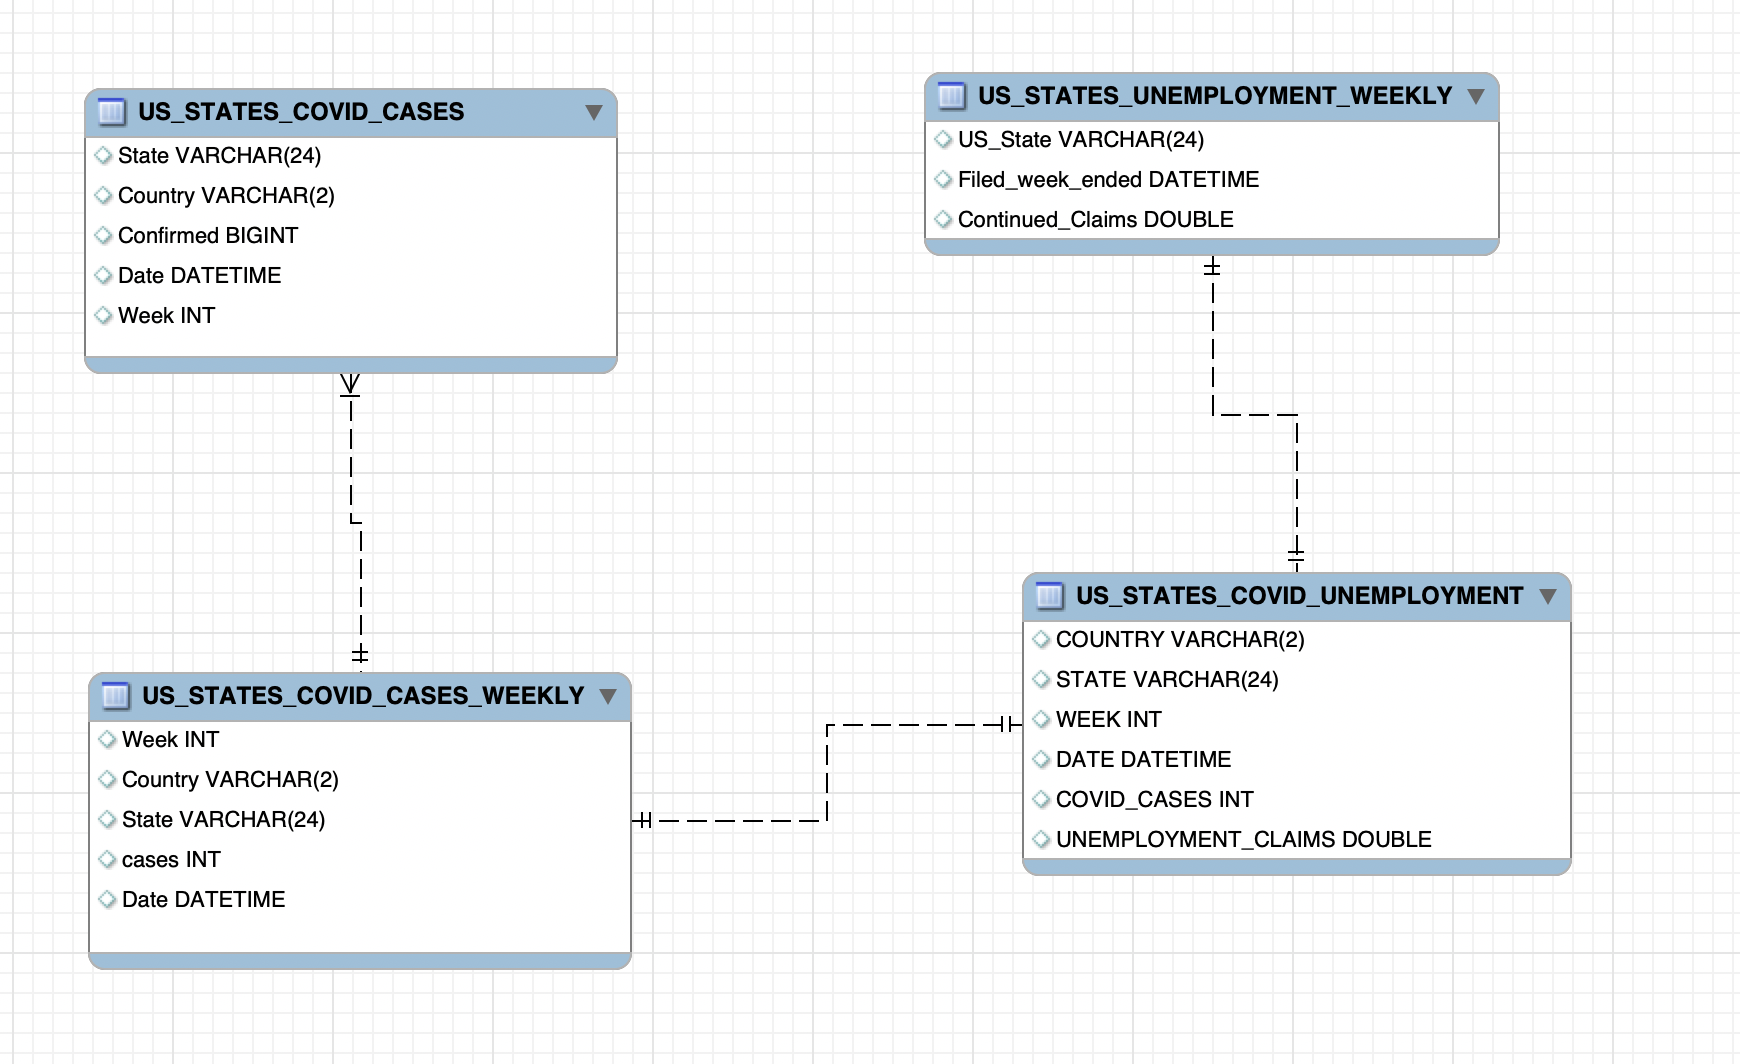 US_STATES_COVID_CASES
State VARCHAR(24)
Country VARCHAR(2)
Confirmed BIGINT
Date DATETIME
Week INT
US_STATES_UNEMPLOYMENT_WEEKLY
US_State VARCHAR(24)
Filed_week_ended DATETIME
Continued_Claims DOUBLE
US_STATES_COVID_CASES_WEEKLY
Week INT
Country VARCHAR(2)
State VARCHAR(24)
cases INT
Date DATETIME
US_STATES_COVID_UNEMPLOYMENT
COUNTRY VARCHAR(2)
STATE VARCHAR(24)
WEEK INT
DATE DATETIME
COVID_CASES INT
UNEMPLOYMENT_CLAIMS DOUBLE